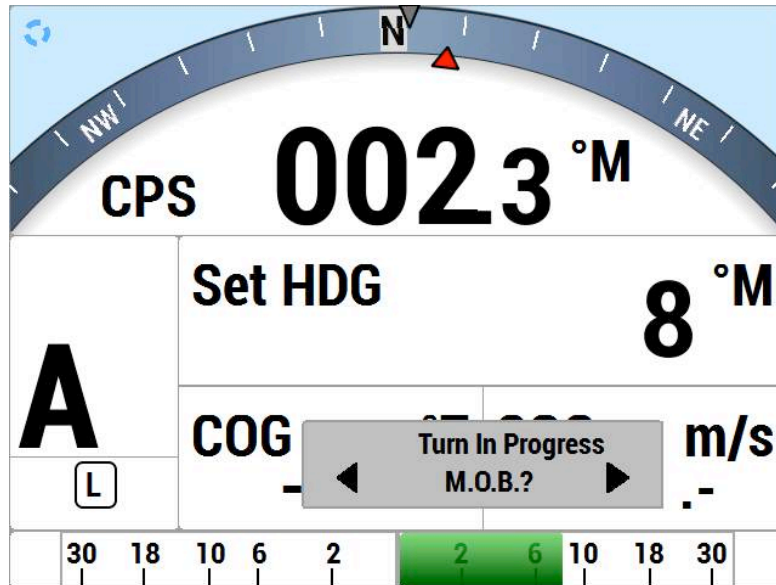 N
NW
NE
CPS 002.3 °M
Set HDG 8 °M
A
L
COG m/s
Turn In Progress
M.O.B.?
30 18 10 6 2 2 6 10 18 30